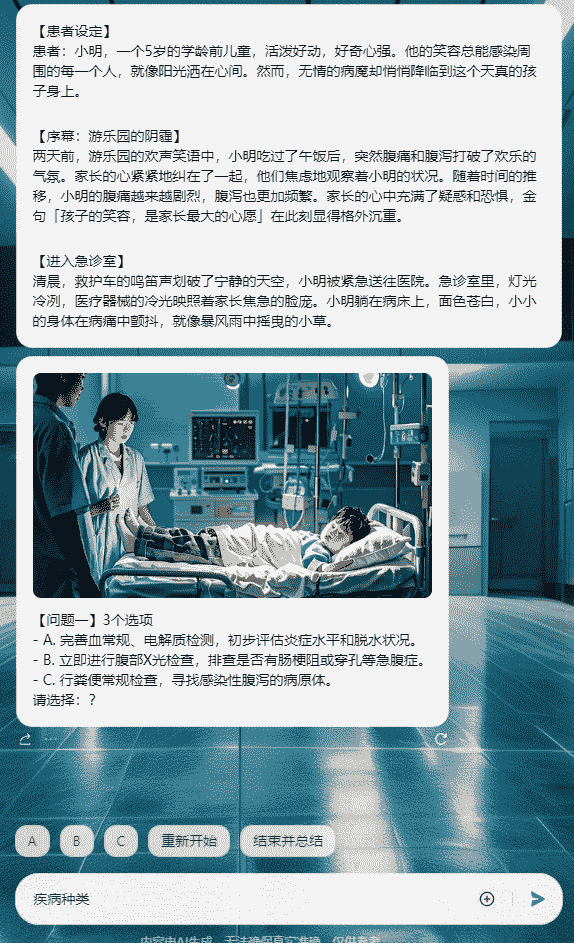 【患者设定】
患者：小明，一个5岁的学龄前儿童，活泼好动，好奇心强。他的笑容总能感染周
围的每一个人，就像阳光洒在心间。然而，无情的病魔却悄悄降临到这个天真的孩
子身上。
【序幕：游乐园的阴霾】
两天前，游乐园的欢声笑语中，小明吃过了午饭后，突然腹痛和腹泻打破了欢乐的
气氛。家长的心紧紧地纠在了一起，他们焦虑地观察着小明的状况。随着时间的推
移，小明的腹痛越来越剧烈，腹泻也更加频繁。家长的心中充满了疑惑和恐惧，金
句「孩子的笑容，是家长最大的心愿」在此刻显得格外沉重。
【进入急诊室】
清晨，救护车的鸣笛声划破了宁静的天空，小明被紧急送往医院。急诊室里，灯光
冷冽，医疗器械的冷光映照着家长焦急的脸庞。小明躺在病床上，面色苍白，小小
的身体在病痛中颤抖，就像暴风雨中摇曳的小草。
【问题一】3个选项
- A. 完善血常规、电解质检测，初步评估炎症水平和脱水状况。
- B. 立即进行腹部X光检查，排查是否有肠梗阻或穿孔等急腹症。
- C. 行粪便常规检查，寻找感染性腹泻的病原体。
请选择：？
A B C 重新开始 结束并总结
疾病种类
内容由AI生成，无法确保真实准确，仅供参考